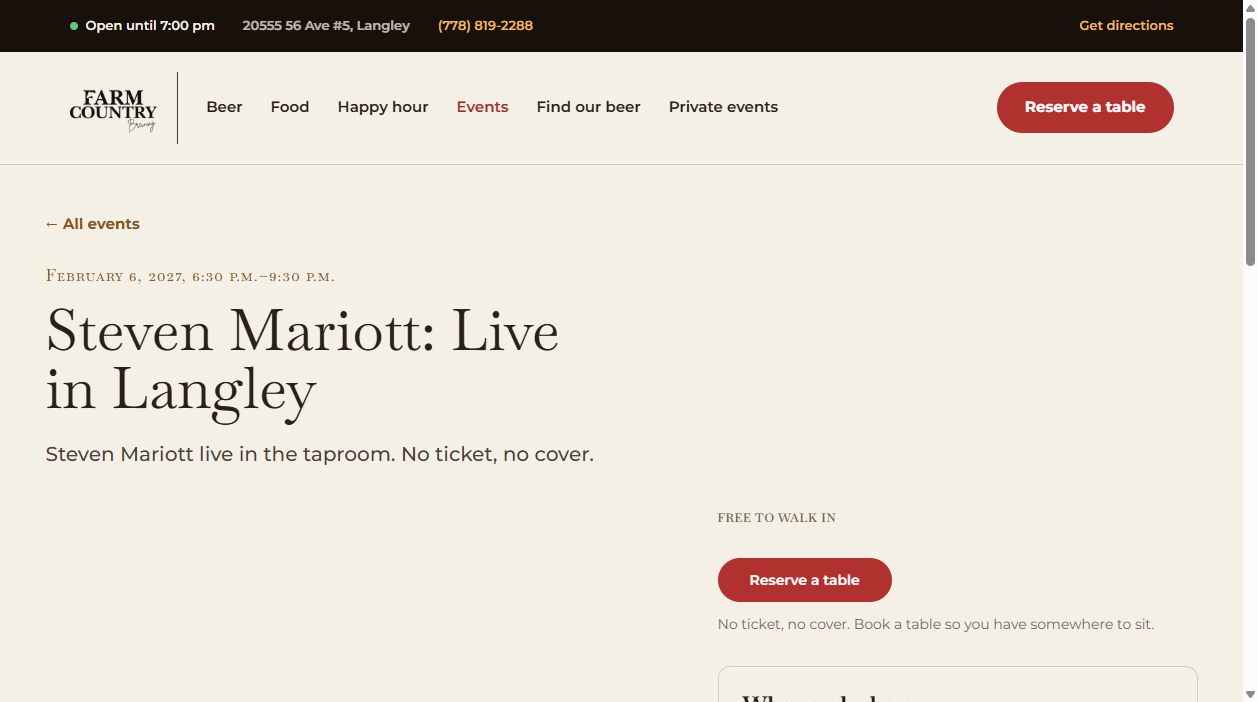 Open until 7:00 pm
20555 56 Ave #5, Langley
(778) 819-2288
Get directions
FARM
COUNTRY
Brewing
Beer
Food
Happy hour
Events
Find our beer
Private events
Reserve a table
← All events
February 6, 2027, 6:30 p.m.–9:30 p.m.
Steven Mariott: Live
in Langley
Steven Mariott live in the taproom. No ticket, no cover.
FREE TO WALK IN
Reserve a table
No ticket, no cover. Book a table so you have somewhere to sit.